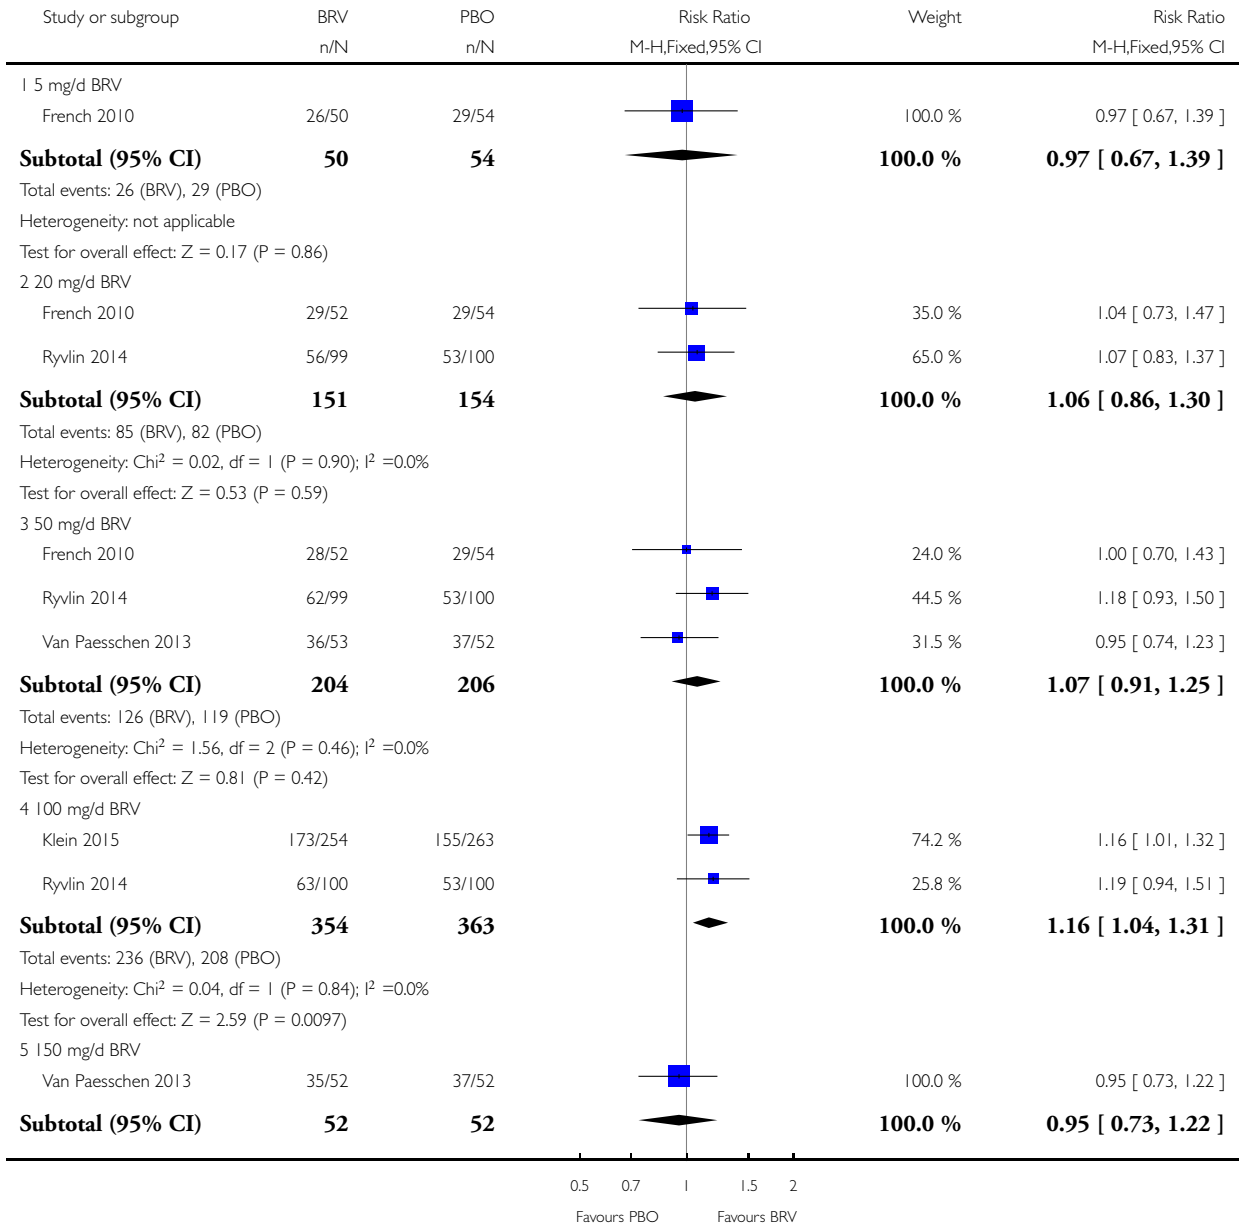 Study or subgroup BRV PBO Risk Ratio Weight Risk Ratio
n/N n/N M-H,Fixed,95% CI M-H,Fixed,95% CI
1 5 mg/d BRV
French 2010 26/50 29/54 100.0 % 0.97 [ 0.67, 1.39 ]
Subtotal (95% CI) 50 54 100.0 % 0.97 [ 0.67, 1.39 ]
Total events: 26 (BRV), 29 (PBO)
Heterogeneity: not applicable
Test for overall effect: Z = 0.17 (P = 0.86)
2 20 mg/d BRV
French 2010 29/52 29/54 35.0 % 1.04 [ 0.73, 1.47 ]
Ryvlin 2014 56/99 53/100 65.0 % 1.07 [ 0.83, 1.37 ]
Subtotal (95% CI) 151 154 100.0 % 1.06 [ 0.86, 1.30 ]
Total events: 85 (BRV), 82 (PBO)
Heterogeneity: Chi² = 0.02, df = 1 (P = 0.90); I² =0.0%
Test for overall effect: Z = 0.53 (P = 0.59)
3 50 mg/d BRV
French 2010 28/52 29/54 24.0 % 1.00 [ 0.70, 1.43 ]
Ryvlin 2014 62/99 53/100 44.5 % 1.18 [ 0.93, 1.50 ]
Van Paesschen 2013 36/53 37/52 31.5 % 0.95 [ 0.74, 1.23 ]
Subtotal (95% CI) 204 206 100.0 % 1.07 [ 0.91, 1.25 ]
Total events: 126 (BRV), 119 (PBO)
Heterogeneity: Chi² = 1.56, df = 2 (P = 0.46); I² =0.0%
Test for overall effect: Z = 0.81 (P = 0.42)
4 100 mg/d BRV
Klein 2015 173/254 155/263 74.2 % 1.16 [ 1.01, 1.32 ]
Ryvlin 2014 63/100 53/100 25.8 % 1.19 [ 0.94, 1.51 ]
Subtotal (95% CI) 354 363 100.0 % 1.16 [ 1.04, 1.31 ]
Total events: 236 (BRV), 208 (PBO)
Heterogeneity: Chi² = 0.04, df = 1 (P = 0.84); I² =0.0%
Test for overall effect: Z = 2.59 (P = 0.0097)
5 150 mg/d BRV
Van Paesschen 2013 35/52 37/52 100.0 % 0.95 [ 0.73, 1.22 ]
Subtotal (95% CI) 52 52 100.0 % 0.95 [ 0.73, 1.22 ]
0.5 0.7 1 1.5 2
Favours PBO Favours BRV